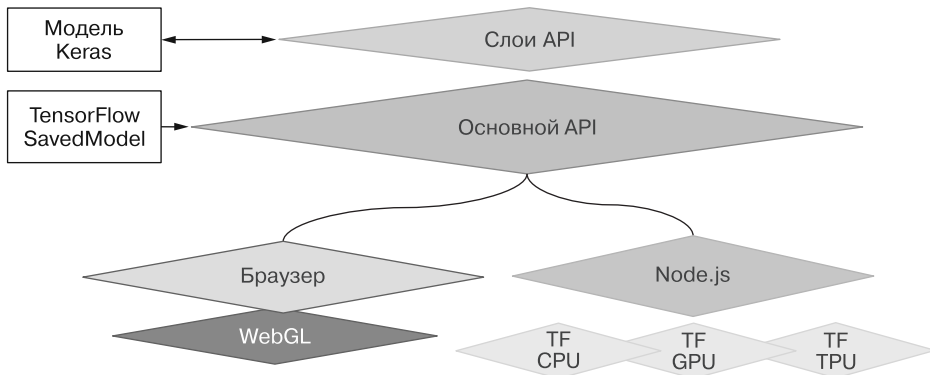 Модель
Keras
Слои API
TensorFlow
SavedModel
Основной API
Браузер
Node.js
WebGL
TF
CPU
TF
GPU
TF
TPU